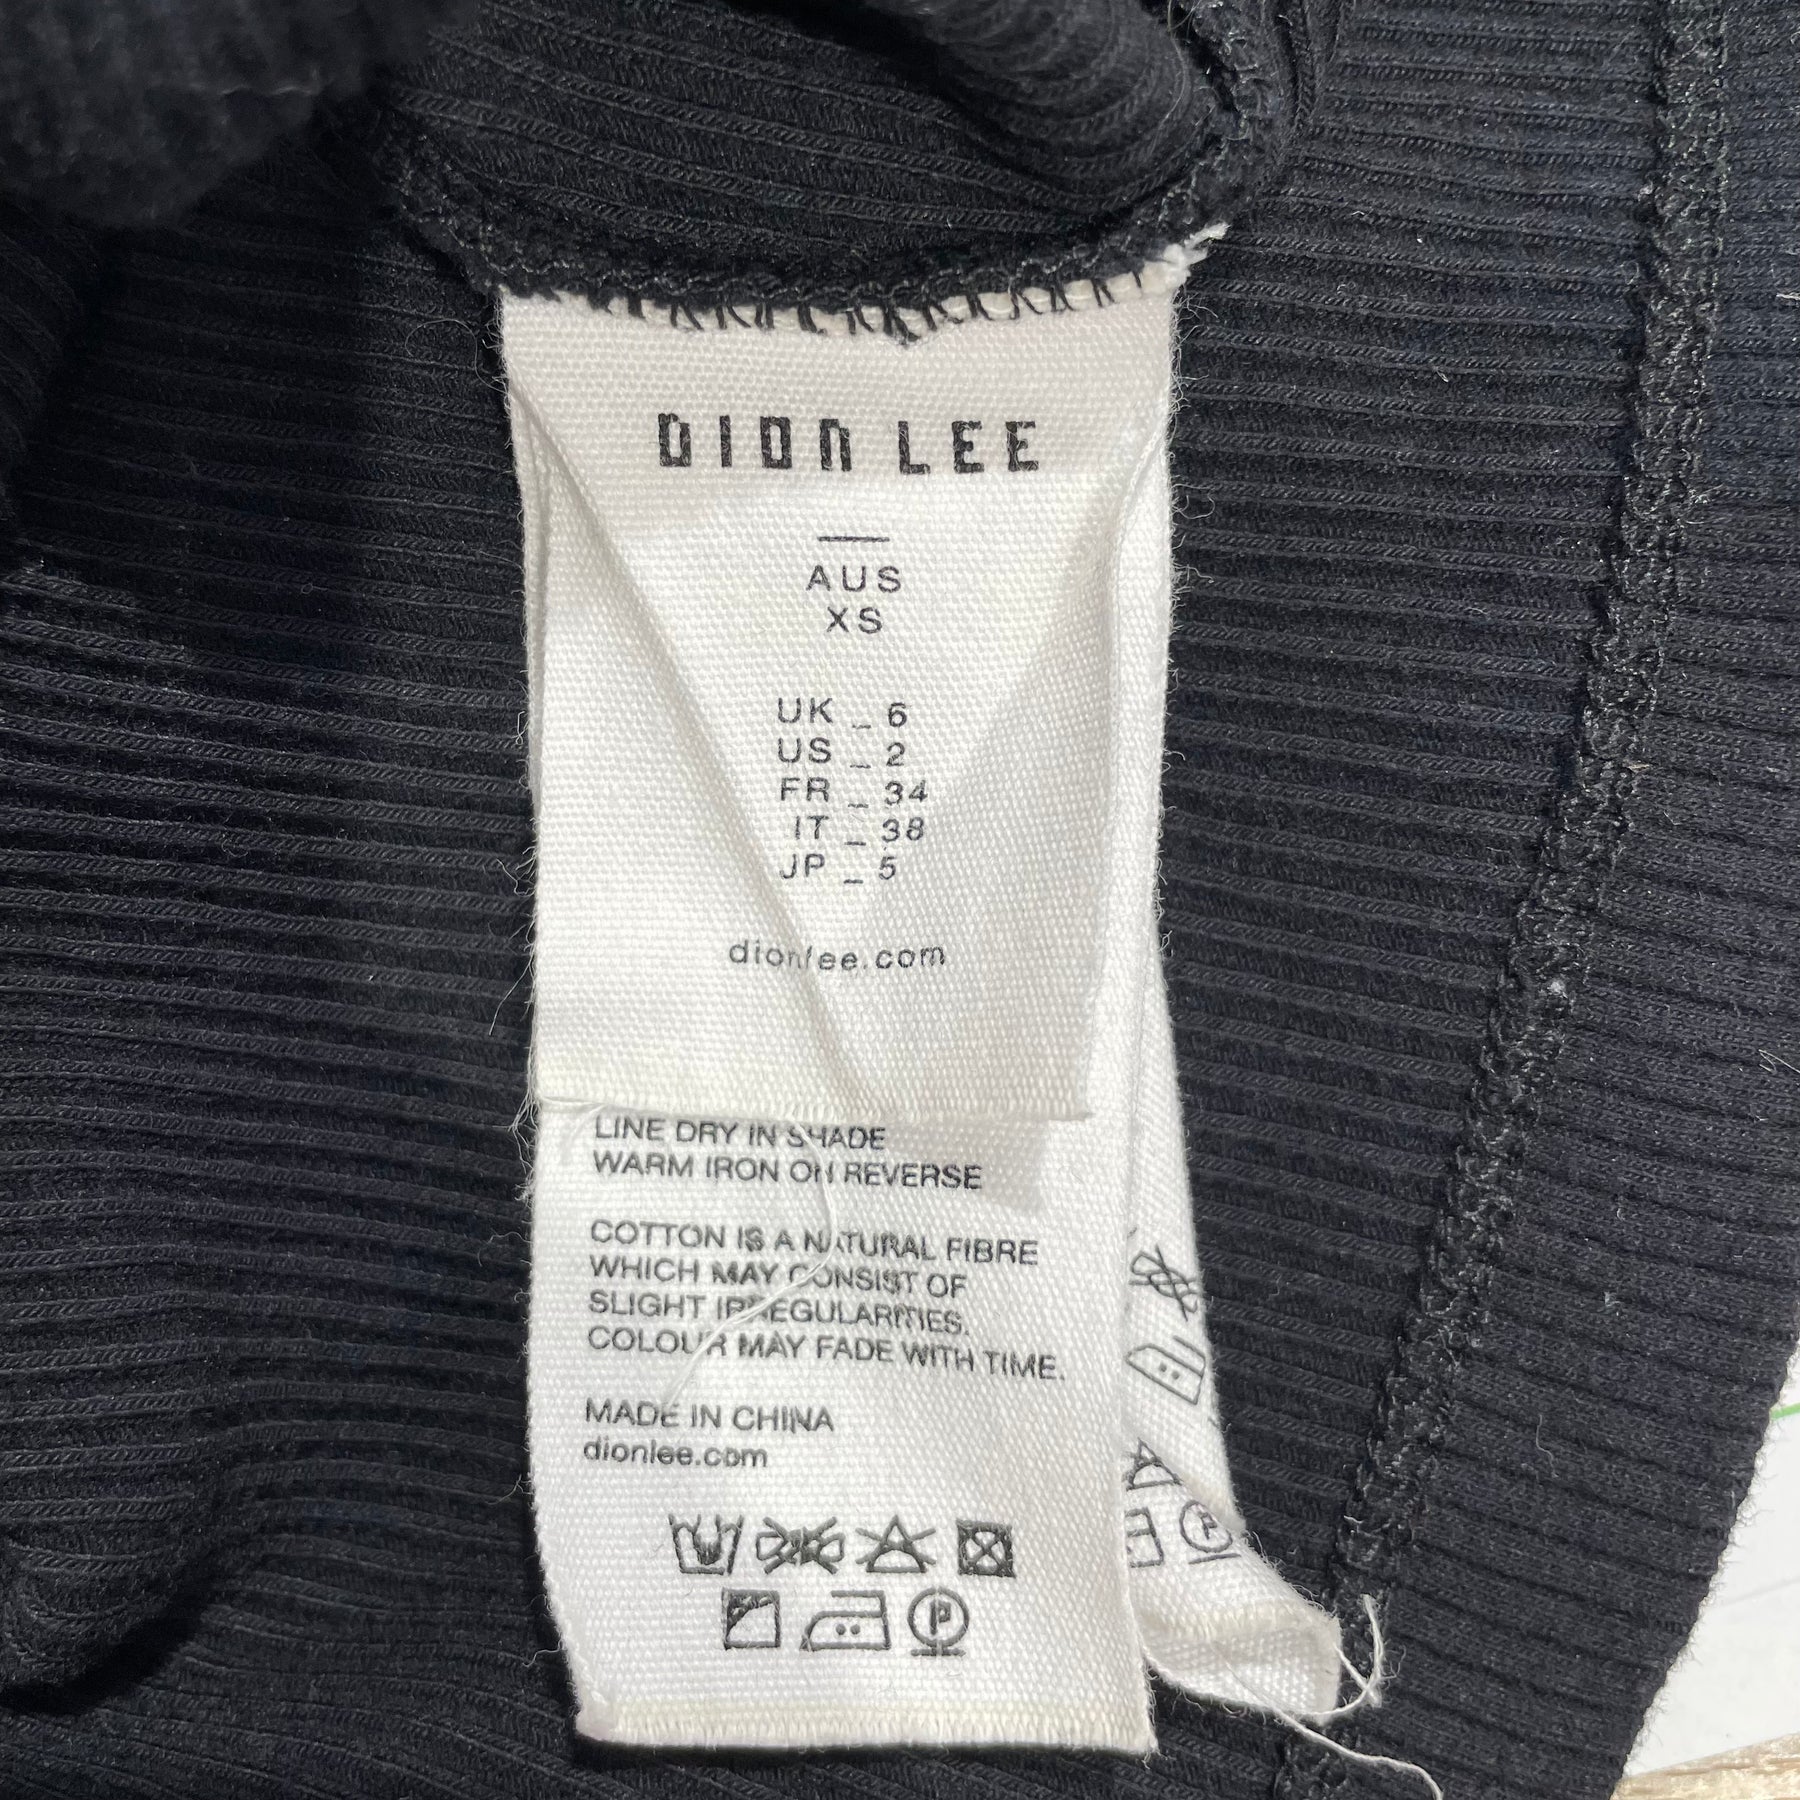 DION LEE
AUS
XS
UK _ 6
US _ 2
FR _ 34
IT _ 38
JP _ 5
dionlee.com
LINE DRY IN SHADE
WARM IRON ON REVERSE
COTTON IS A NATURAL FIBRE
WHICH MAY CONSIST OF
SLIGHT IRREGULARITIES.
COLOUR MAY FADE WITH TIME.
MADE IN CHINA
dionlee.com
P
P